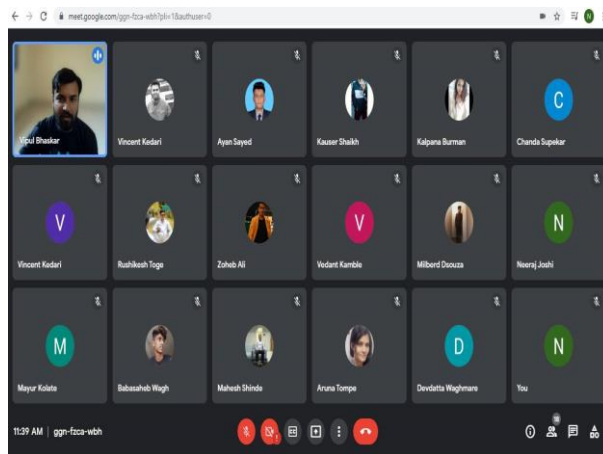 meet.google.com/ggn-fzca-wbh?pli=1&authuser=0
N
Vipul Bhaskar
Vincent Kedari
Ayan Sayed
Kauser Shaikh
Kalpana Burman
C
Chanda Supekar
V
Vincent Kedari
Rushikesh Toge
Zoheb Ali
V
Vedant Kamble
Milberd Dsouza
N
Neeraj Joshi
M
Mayur Kolate
Babasaheb Wagh
Mahesh Shinde
Aruna Tompe
D
Devdatta Waghmare
N
You
11:39 AM | ggn-fzca-wbh
18